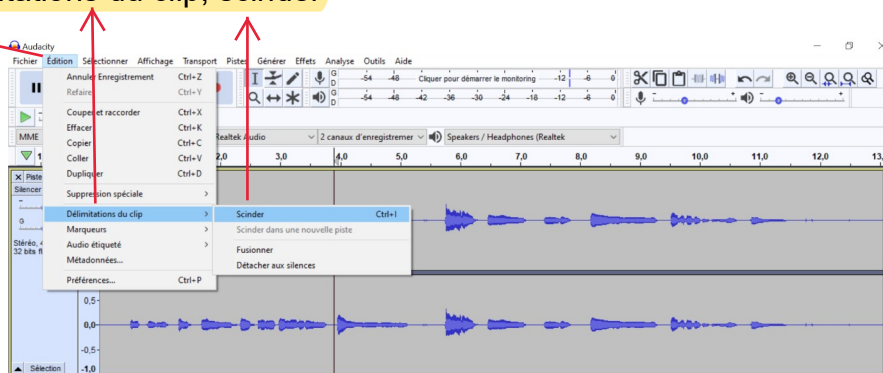 du clip, Scinder
Audacity
Fichier Édition Sélectionner Affichage Transport Pistes Générer Effets Analyse Outils Aide
Annuler Enregistrement Ctrl+Z
Refaire Ctrl+Y
Couper et raccorder Ctrl+X
Effacer Ctrl+K
Copier Ctrl+C
Coller Ctrl+V
Dupliquer Ctrl+D
Suppression spéciale >
Délimitations du clip >
Marqueurs >
Audio étiqueté >
Métadonnées...
Préférences... Ctrl+P
Scinder Ctrl+I
Scinder dans une nouvelle piste
Fusionner
Détacher aux silences
G D -54 -48 Cliquer pour démarrer le monitoring -12 -6 0
G D -54 -48 -42 -36 -30 -24 -18 -12 -6 0
MME Realtek Audio 2 canaux d'enregistremer Speakers / Headphones (Realtek
1 2,0 3,0 4,0 5,0 6,0 7,0 8,0 9,0 10,0 11,0 12,0 13,
X Piste
Silencer
G
Stéréo, 4
32 bits fl
0,5-
0,0-
-0,5-
-1,0
Sélection